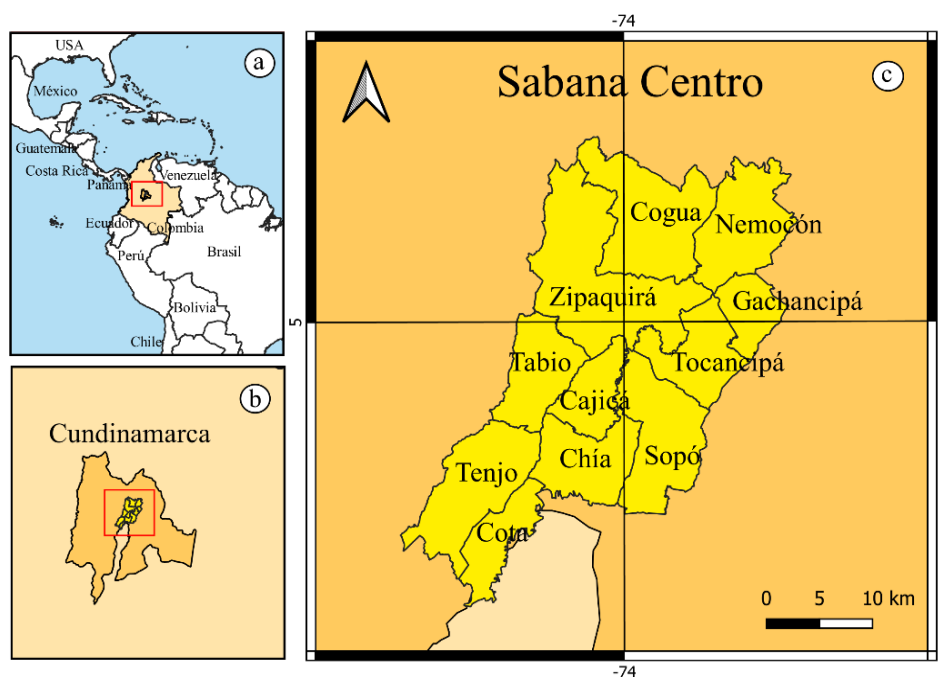 USA
a
México
Guatemala
Costa Rica
Panamá
Venezuela
Ecuador
Colombia
Perú
Brasil
Bolivia
Chile
b
Cundinamarca
-74
c
Sabana Centro
Cogua
Nemocón
Zipaquirá
Gachancipá
5
Tabio
Tocancipá
Cajicá
Chía
Sopó
Tenjo
Cota
0 5 10 km
-74